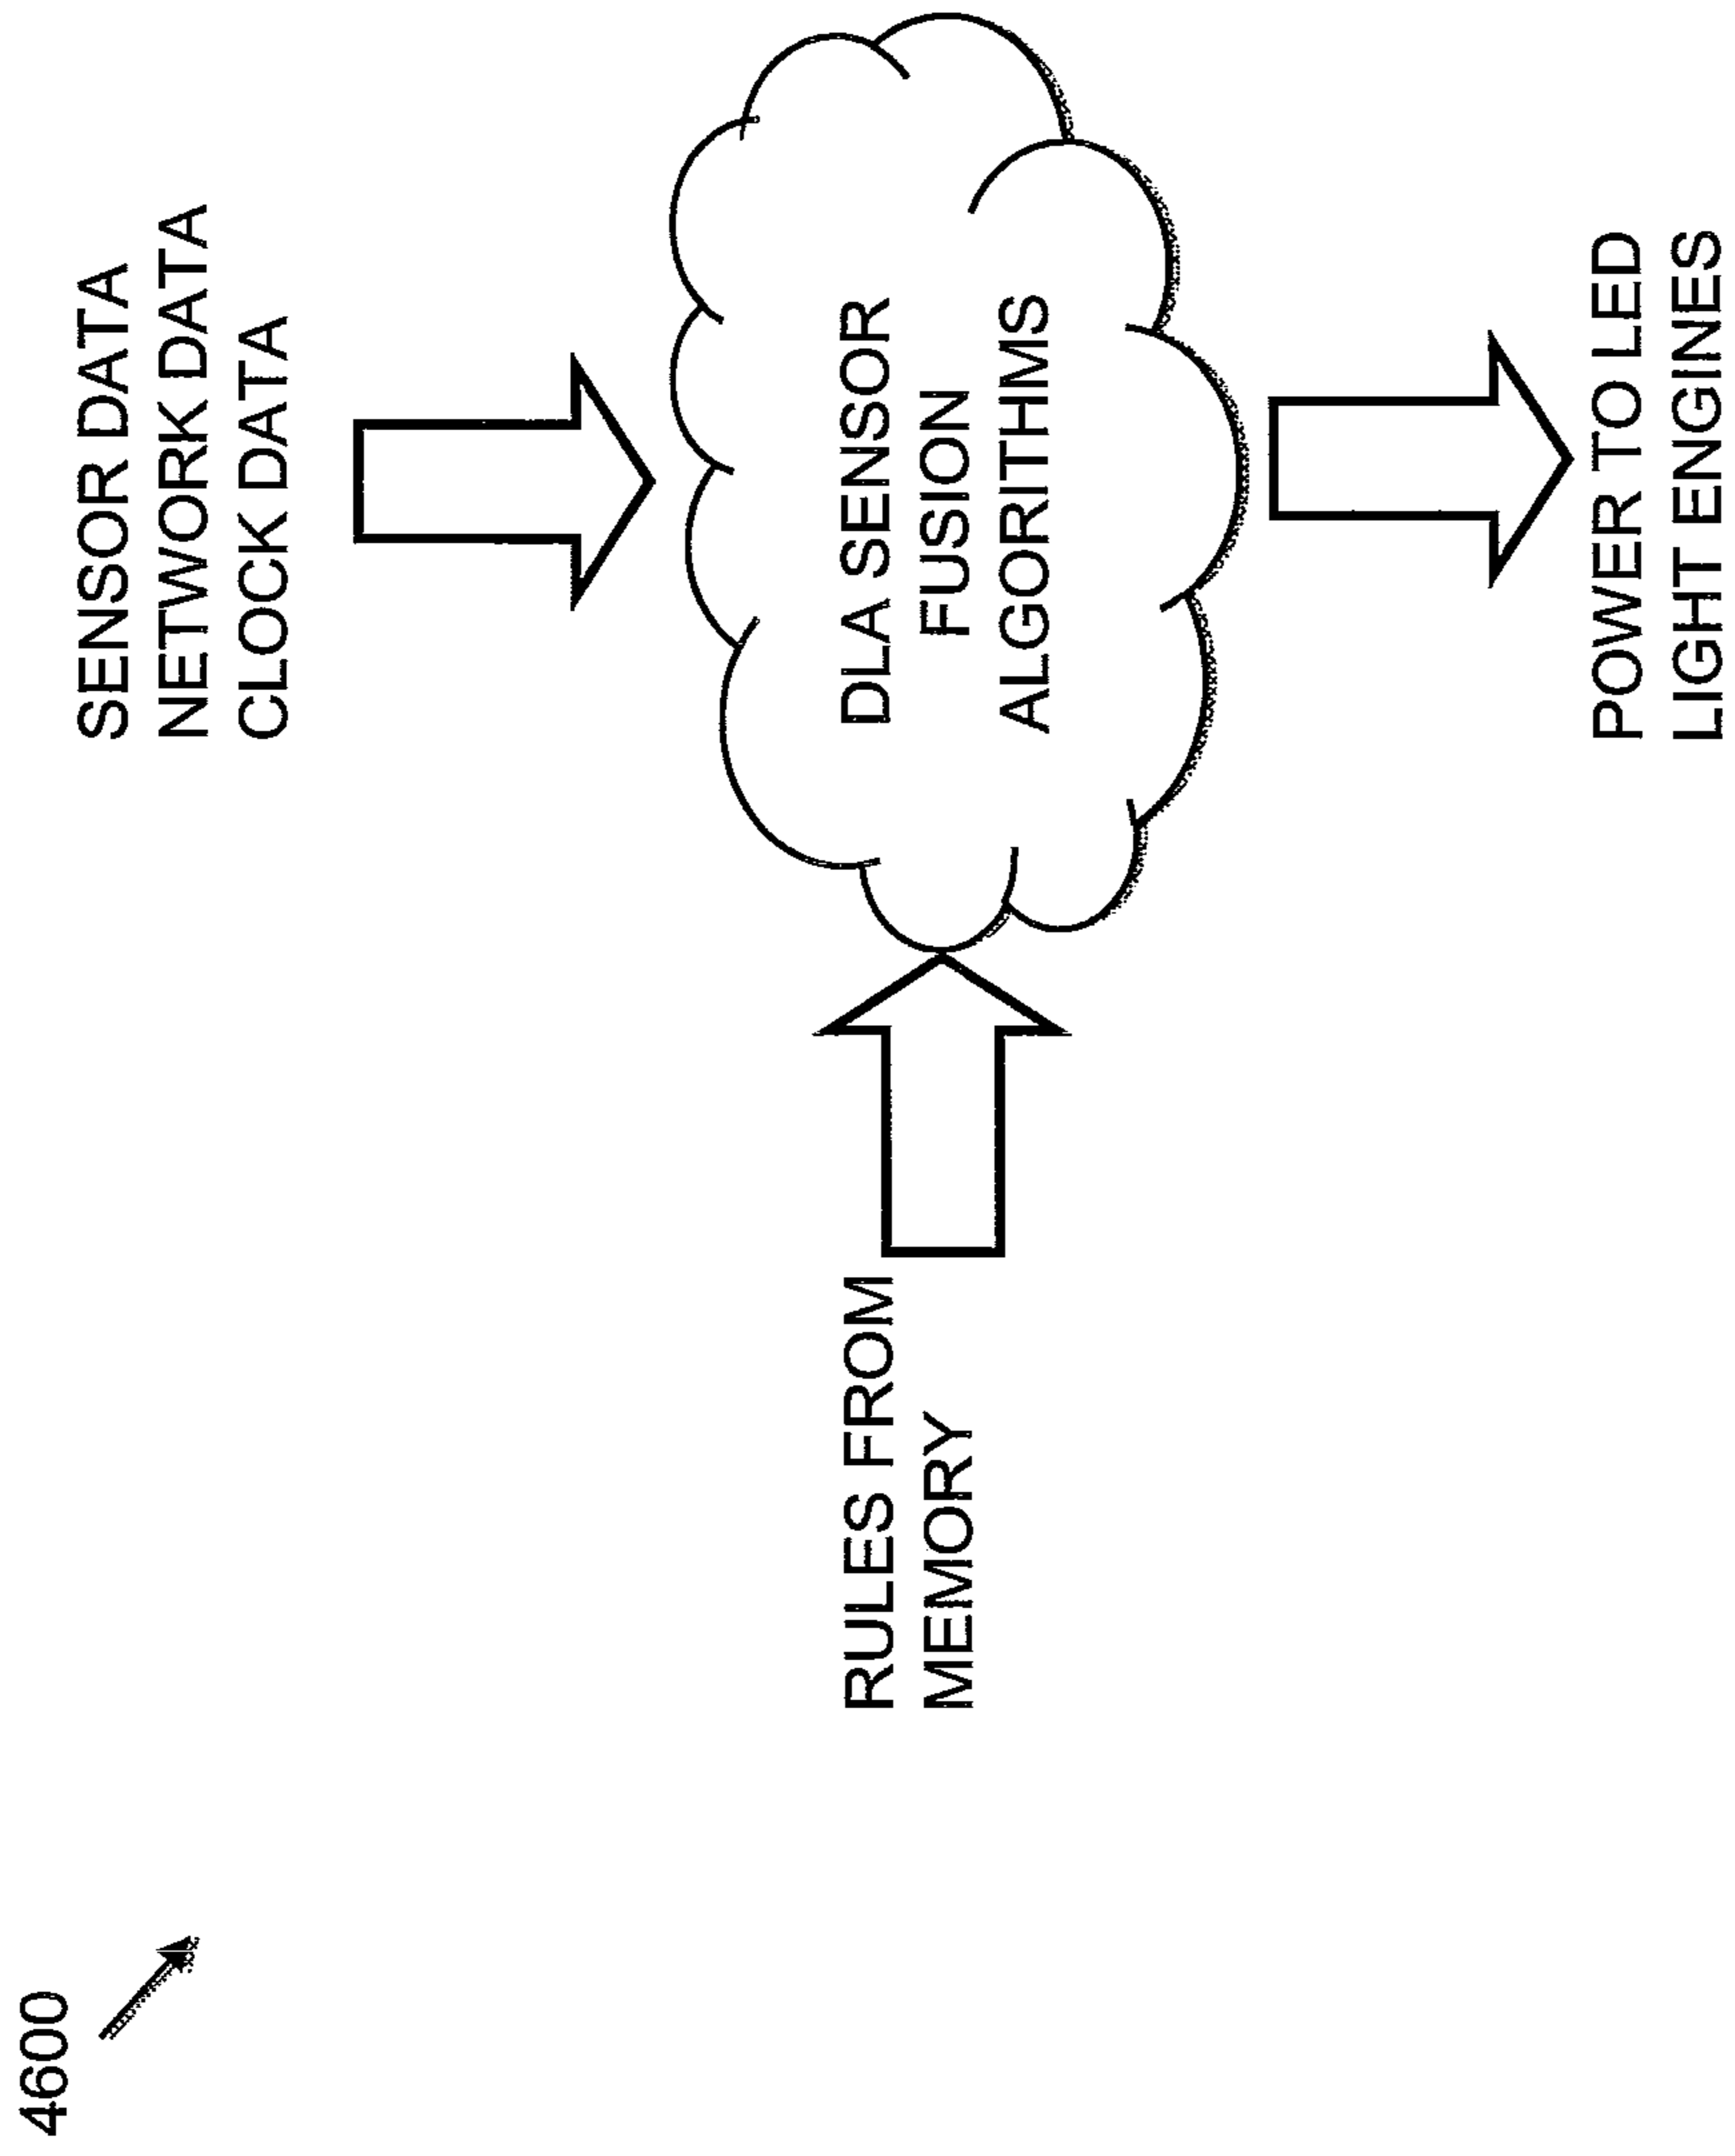 4600
SENSOR DATA
NETWORK DATA
CLOCK DATA
RULES FROM
MEMORY
DLA SENSOR
FUSION
ALGORITHMS
POWER TO LED
LIGHT ENGINES